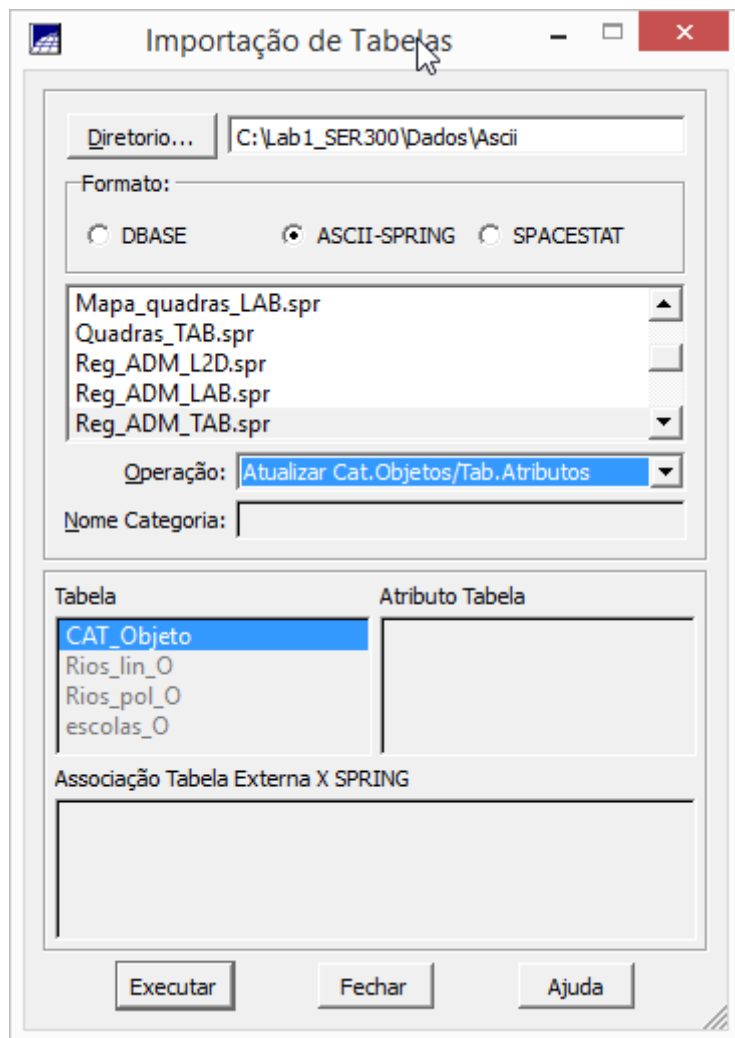 Importação de Tabelas
Diretorio... C:\Lab1_SER300\Dados\Ascii
Formato:
DBASE ASCII-SPRING SPACESTAT
Mapa_quadras_LAB.spr
Quadras_TAB.spr
Reg_ADM_L2D.spr
Reg_ADM_LAB.spr
Reg_ADM_TAB.spr
Operação: Atualizar Cat.Objetos/Tab.Atributos
Nome Categoria:
Tabela Atributo Tabela
CAT_Objeto
Rios_lin_O
Rios_pol_O
escolas_O
Associação Tabela Externa X SPRING
Executar Fechar Ajuda